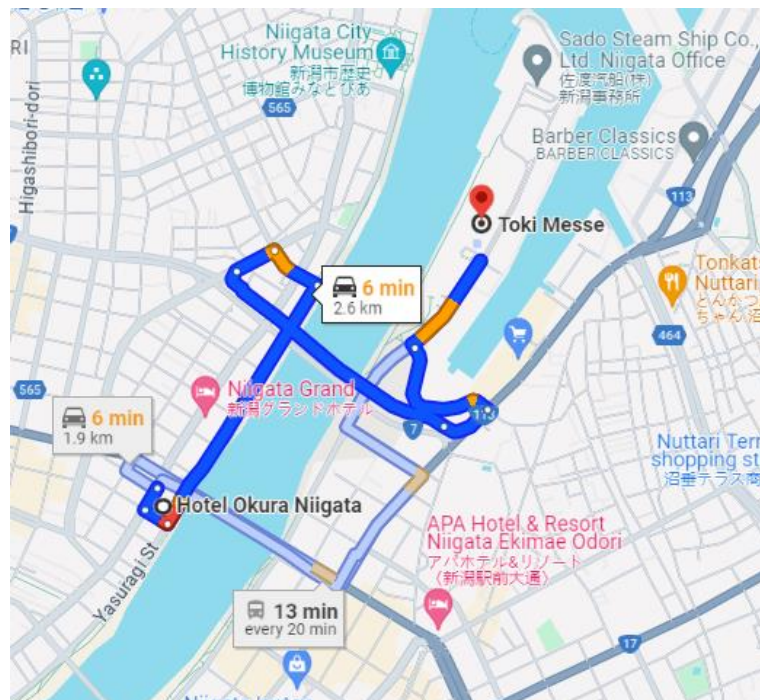 RI
Higashibori-dori
Niigata City
History Museum
新潟市歴史
博物館みなとぴあ
565
Sado Steam Ship Co.,
Ltd. Niigata Office
佐渡汽船(株)
新潟事務所
Barber Classics
BARBER CLASSICS
113
Toki Messe
Tonkats
Nuttari
とんかつ
ちゃん 沼
464
6 min
2.6 km
565
Niigata Grand
新潟グランドホテル
6 min
1.9 km
7
113
Nuttari Terr
shopping st
沼垂テラス商
Hotel Okura Niigata
Yasuragi St
APA Hotel & Resort
Niigata Ekimae Odori
アパホテル&リゾート
〈新潟駅前大通〉
13 min
every 20 min
17